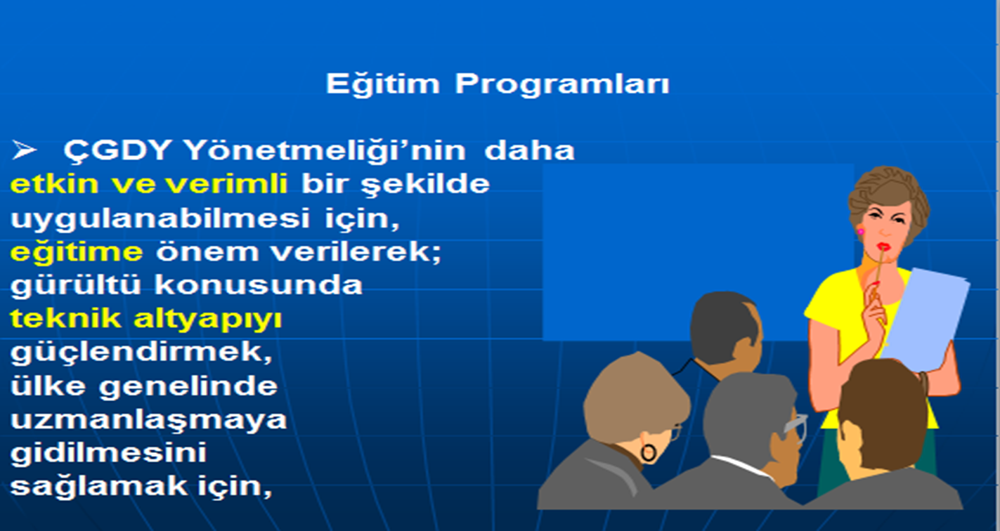 Eğitim Programları
➢ ÇGDY Yönetmeliği’nin daha
etkin ve verimli bir şekilde
uygulanabilmesi için,
eğitime önem verilerek;
gürültü konusunda
teknik altyapıyı
güçlendirmek,
ülke genelinde
uzmanlaşmaya
gidilmesini
sağlamak için,